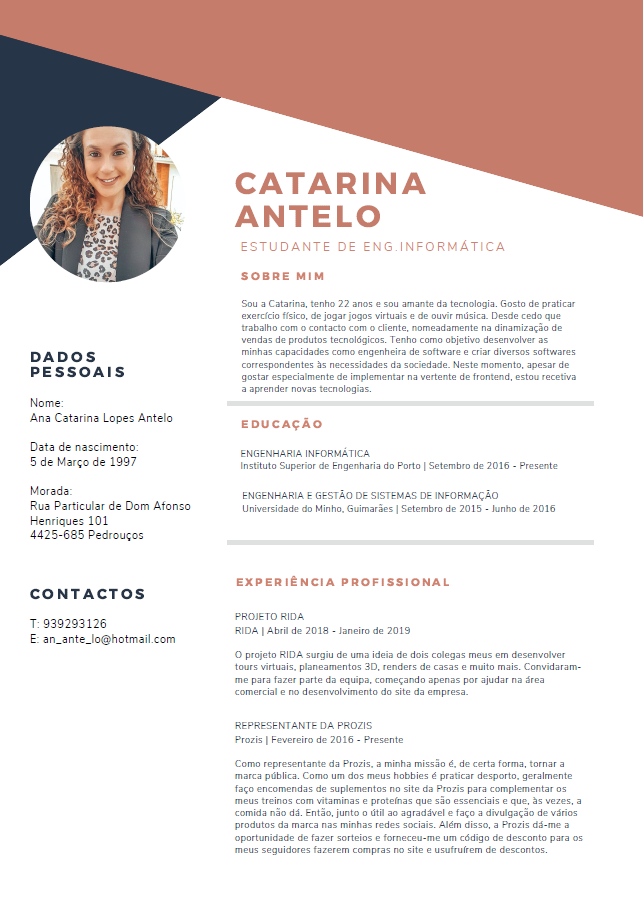 CATARINA
ANTELO
ESTUDANTE DE ENG.INFORMÁTICA
SOBRE MIM
Sou a Catarina, tenho 22 anos e sou amante da tecnologia. Gosto de praticar
exercício físico, de jogar jogos virtuais e de ouvir música. Desde cedo que
trabalho com o contacto com o cliente, nomeadamente na dinamização de
vendas de produtos tecnológicos. Tenho como objetivo desenvolver as
minhas capacidades como engenheira de software e criar diversos softwares
correspondentes às necessidades da sociedade. Neste momento, apesar de
gostar especialmente de implementar na vertente de frontend, estou recetiva
a aprender novas tecnologias.
DADOS
PESSOAIS
Nome:
Ana Catarina Lopes Antelo
Data de nascimento:
5 de Março de 1997
Morada:
Rua Particular de Dom Afonso
Henriques 101
4425-685 Pedrouços
CONTACTOS
T: 939293126
E: an_ante_lo@hotmail.com
EDUCAÇÃO
ENGENHARIA INFORMÁTICA
Instituto Superior de Engenharia do Porto | Setembro de 2016 - Presente
ENGENHARIA E GESTÃO DE SISTEMAS DE INFORMAÇÃO
Universidade do Minho, Guimarães | Setembro de 2015 - Junho de 2016
EXPERIÊNCIA PROFISSIONAL
PROJETO RIDA
RIDA | Abril de 2018 - Janeiro de 2019
O projeto RIDA surgiu de uma ideia de dois colegas meus em desenvolver
tours virtuais, planeamentos 3D, renders de casas e muito mais. Convidaram-
me para fazer parte da equipa, começando apenas por ajudar na área
comercial e no desenvolvimento do site da empresa.
REPRESENTANTE DA PROZIS
Prozis | Fevereiro de 2016 - Presente
Como representante da Prozis, a minha missão é, de certa forma, tornar a
marca pública. Como um dos meus hobbies é praticar desporto, geralmente
faço encomendas de suplementos no site da Prozis para complementar os
meus treinos com vitaminas e proteínas que são essenciais e que, às vezes, a
comida não dá. Então, junto o útil ao agradável e faço a divulgação de vários
produtos da marca nas minhas redes sociais. Além disso, a Prozis dá-me a
oportunidade de fazer sorteios e forneceu-me um código de desconto para os
meus seguidores fazerem compras no site e usufruírem de descontos.